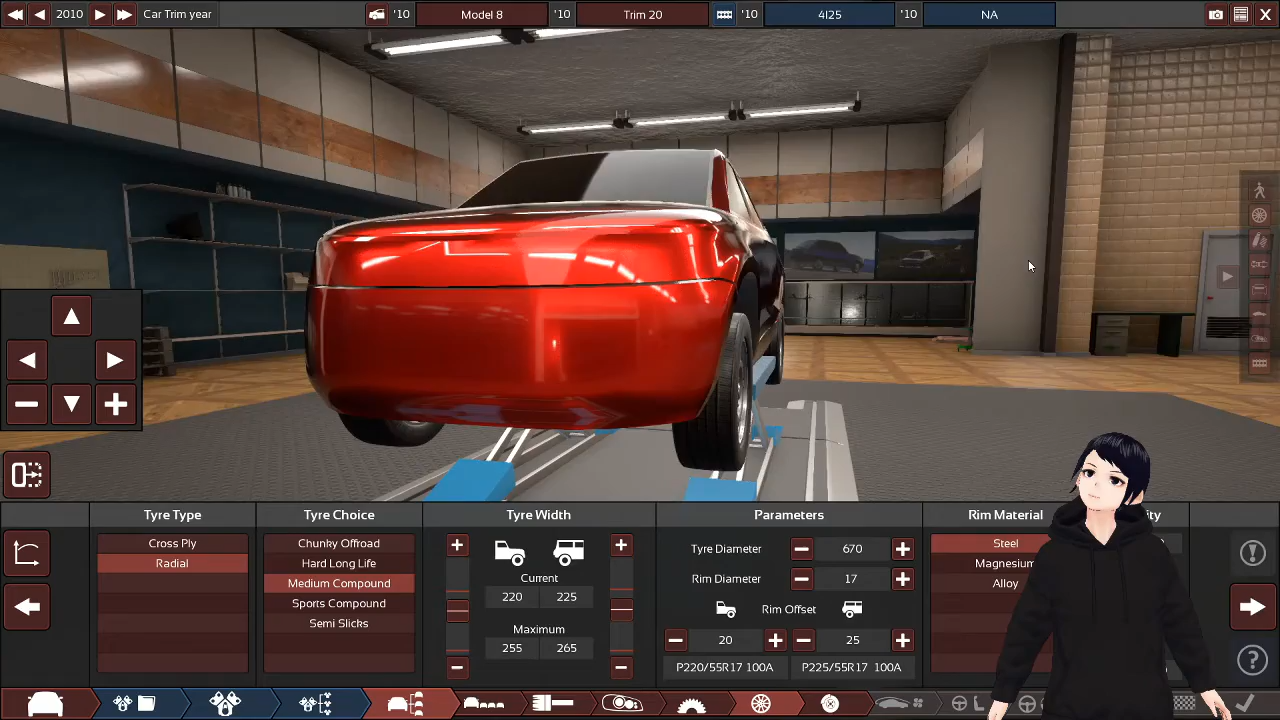 2010 Car Trim year '10 Model 8 '10 Trim 20 '10 4I25 '10 NA
Tyre Type Tyre Choice Tyre Width Parameters Rim Material
Cross Ply Chunky Offroad Steel
Radial Hard Long Life Tyre Diameter 670
Medium Compound Current Rim Diameter 17 Magnesium
Sports Compound 220 225 Alloy
Semi Slicks Rim Offset
Maximum 20 25
255 265 P220/55R17 100A P225/55R17 100A